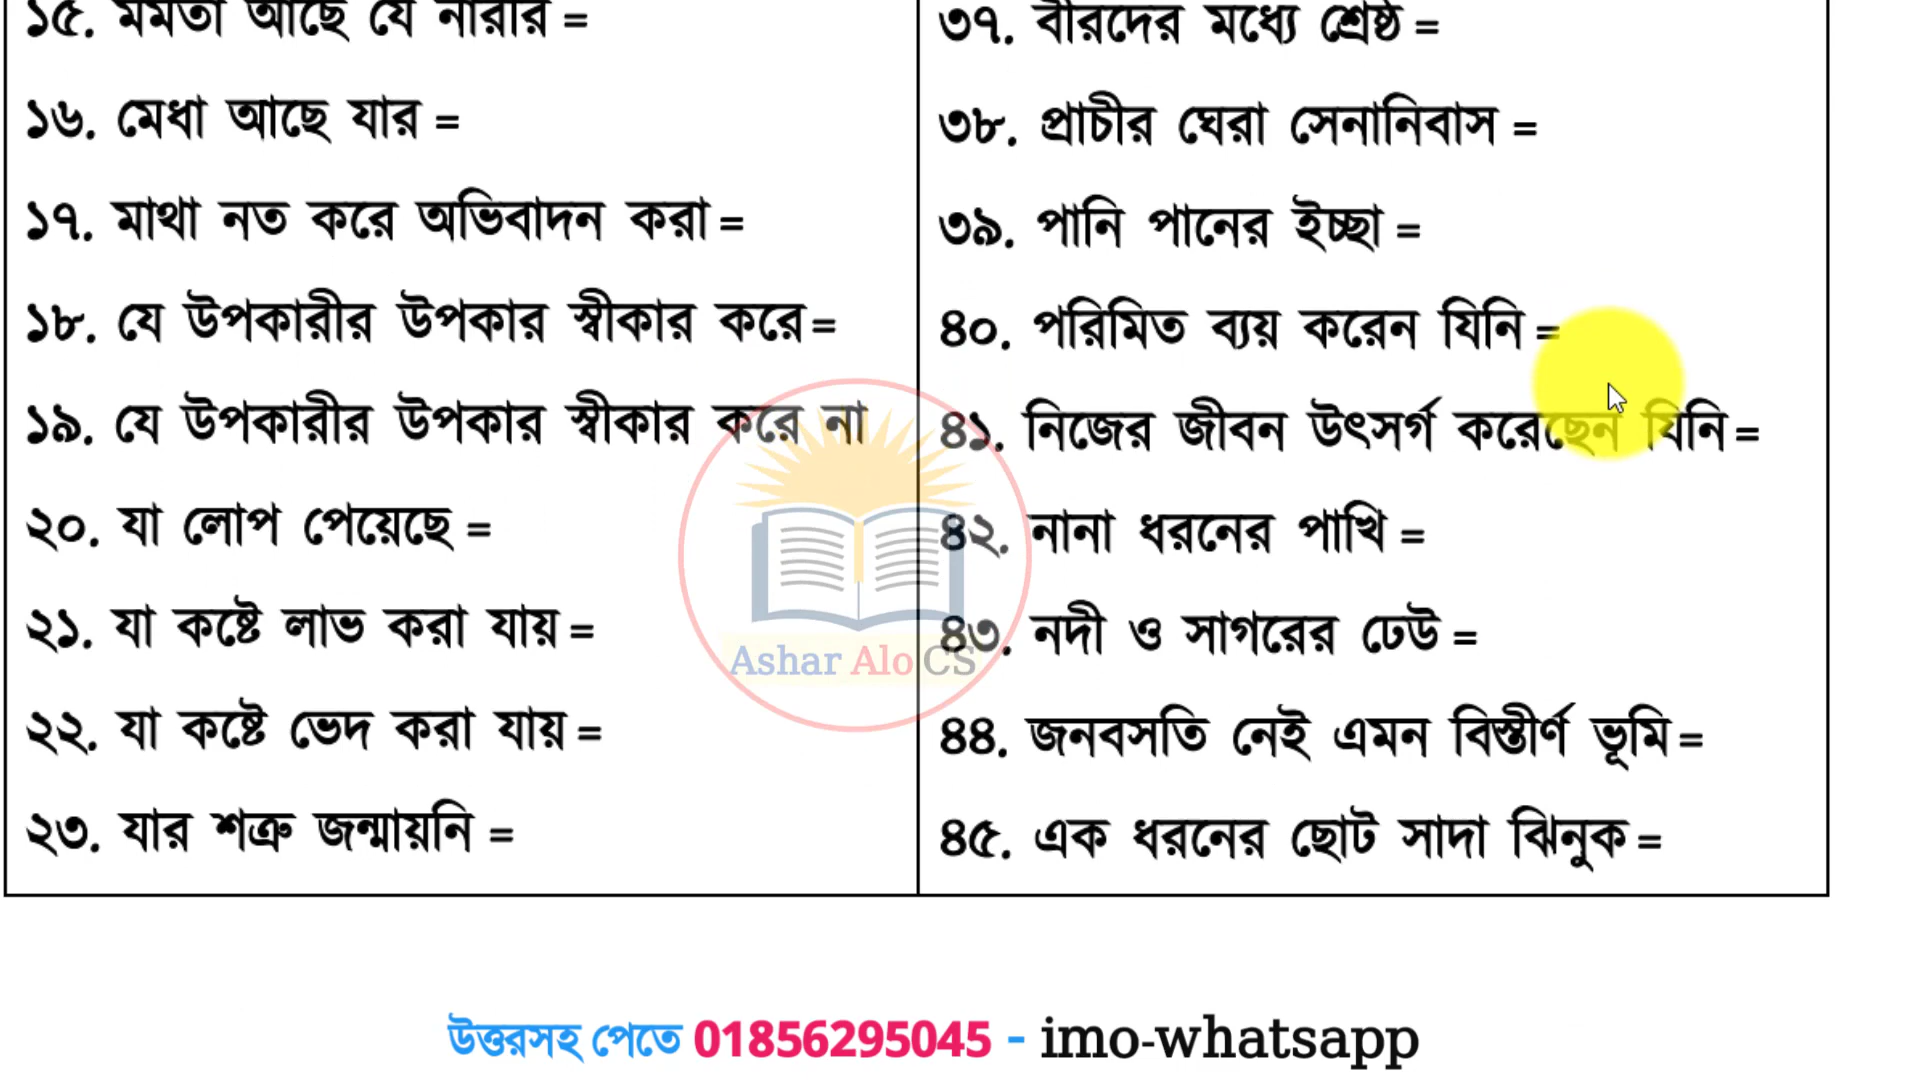 ১৫. মমতা আছে যে নারীর =
১৬. মেধা আছে যার =
১৭. মাথা নত করে অভিবাদন করা =
১৮. যে উপকারীর উপকার স্বীকার করে =
১৯. যে উপকারীর উপকার স্বীকার করে না
২০. যা লোপ পেয়েছে =
২১. যা কষ্টে লাভ করা যায় =
২২. যা কষ্টে ভেদ করা যায় =
২৩. যার শত্রু জন্মায়নি =
৩৭. বীরদের মধ্যে শ্রেষ্ঠ =
৩৮. প্রাচীর ঘেরা সেনানিবাস =
৩৯. পানি পানের ইচ্ছা =
৪০. পরিমিত ব্যয় করেন যিনি =
৪১. নিজের জীবন উৎসর্গ করেছেন যিনি =
৪২. নানা ধরনের পাখি =
৪৩. নদী ও সাগরের ঢেউ =
৪৪. জনবসতি নেই এমন বিস্তীর্ণ ভূমি =
৪৫. এক ধরনের ছোট সাদা ঝিনুক =
Ashar Alo CS
উত্তরসহ পেতে 01856295045 - imo-whatsapp